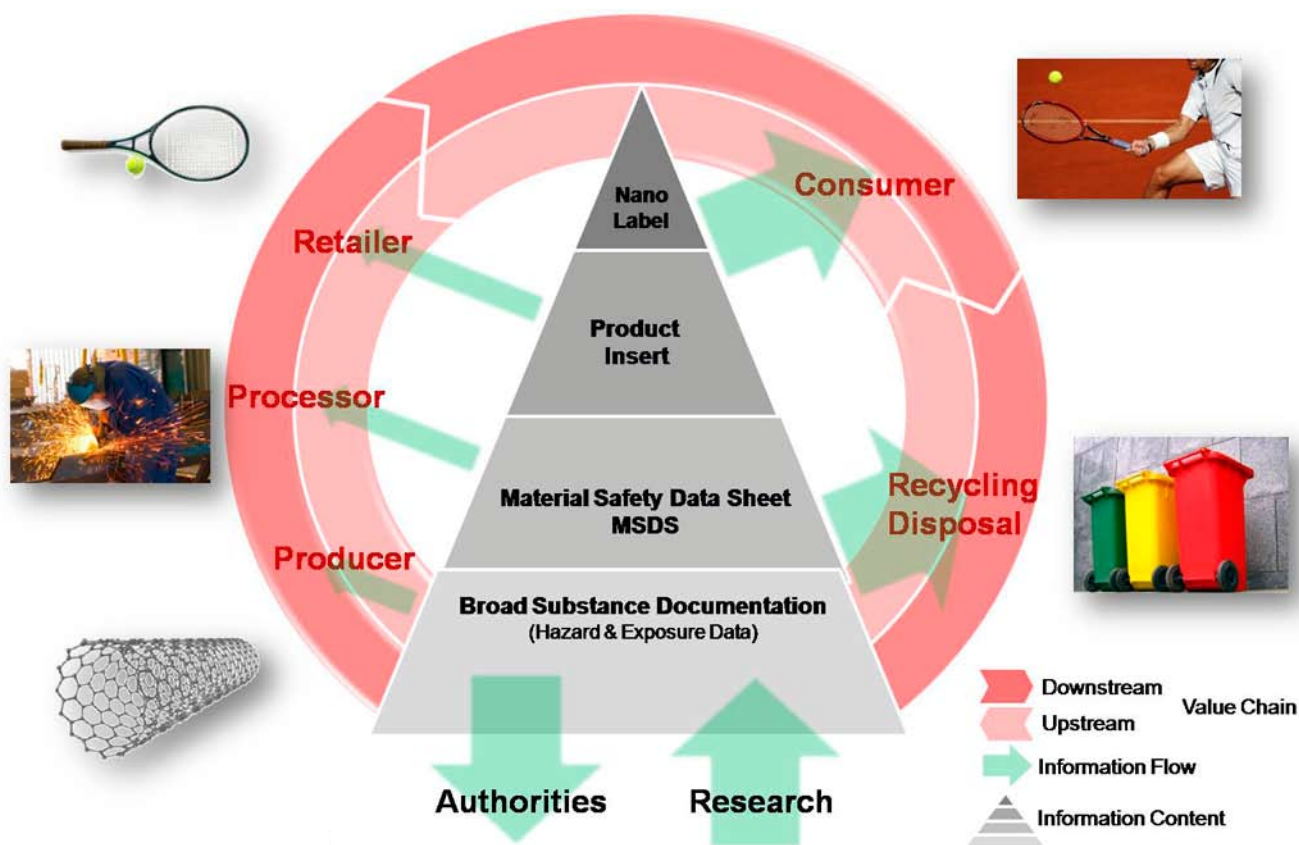 Nano
Label
Consumer
Retailer
Product
Insert
Processor
Material Safety Data Sheet
MSDS
Recycling
Disposal
Producer
Broad Substance Documentation
(Hazard & Exposure Data)
Authorities
Research
Downstream
Upstream
Value Chain
Information Flow
Information Content